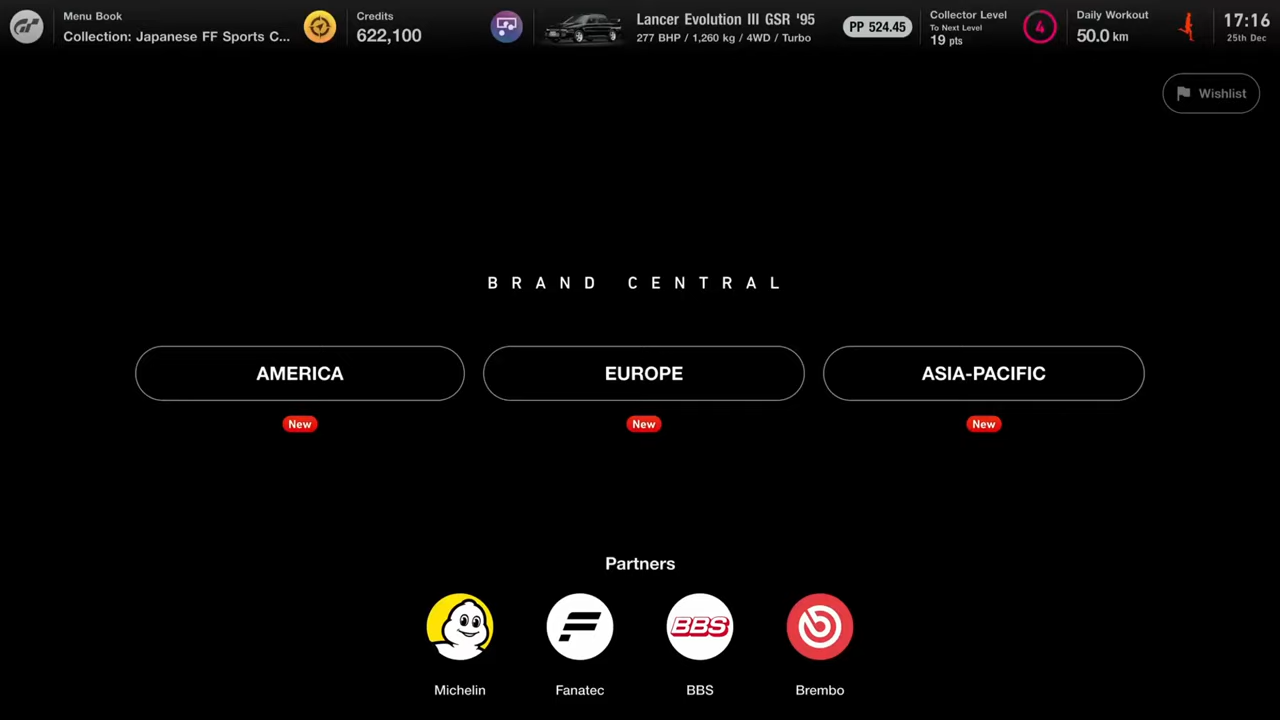 Menu Book
Collection: Japanese FF Sports C...
Credits
622,100
Lancer Evolution III GSR '95
277 BHP / 1,260 kg / 4WD / Turbo
PP 524.45
Collector Level
To Next Level
19 pts
4
Daily Workout
50.0 km
17:16
25th Dec
Wishlist
BRAND CENTRAL
AMERICA
EUROPE
ASIA-PACIFIC
New
New
New
Partners
BBS
Michelin
Fanatec
BBS
Brembo